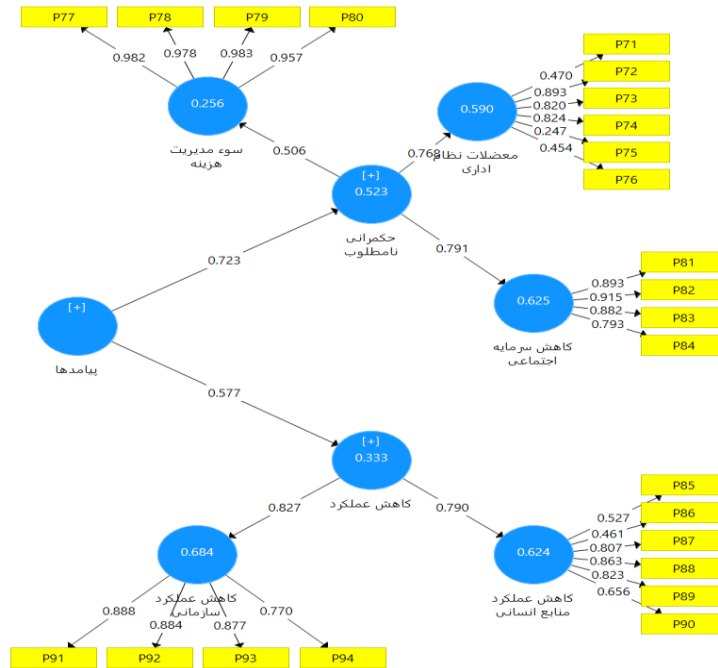 P77
P78
P79
P80
0.982
0.978
0.983
0.957
0.256
سوء مدیریت
هزینه
0.506
P71
P72
P73
P74
P75
P76
0.470
0.893
0.820
0.824
0.247
0.454
0.590
معضلات نظام
اداری
0.768
[+]
0.523
حکمرانی
نامطلوب
0.723
0.791
P81
P82
P83
P84
0.893
0.915
0.882
0.793
0.625
کاهش سرمایه
اجتماعی
[+]
پیامدها
0.577
[+]
0.333
کاهش عملکرد
0.827
0.790
P85
P86
P87
P88
P89
P90
0.527
0.461
0.807
0.863
0.823
0.656
0.624
کاهش عملکرد
منابع انسانی
0.684
کاهش عملکرد
سازمانی
0.888
0.884
0.877
0.770
P91
P92
P93
P94